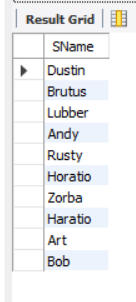 Result Grid
SName
Dustin
Brutus
Lubber
Andy
Rusty
Horatio
Zorba
Haratio
Art
Bob